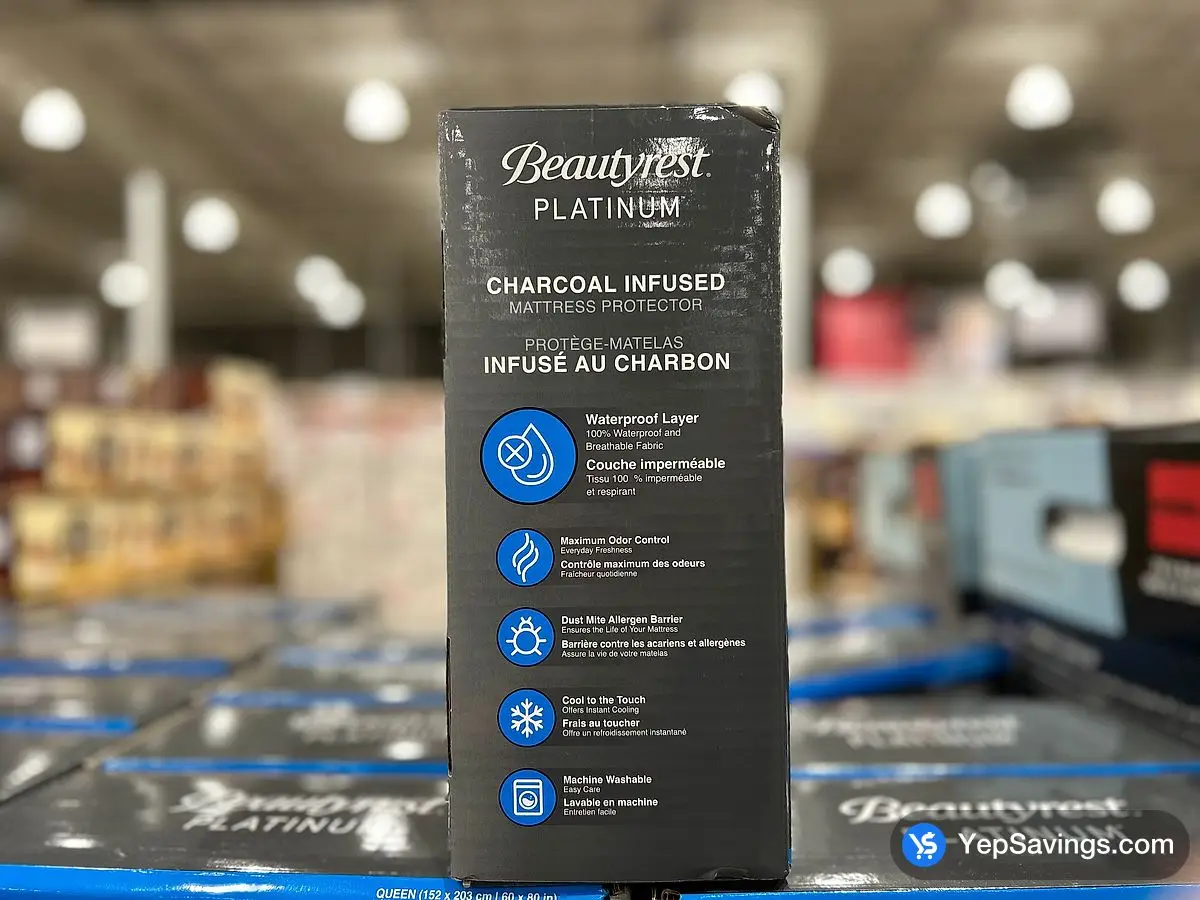 Beautyrest.
PLATINUM
CHARCOAL INFUSED
MATTRESS PROTECTOR
PROTÈGE-MATELAS
INFUSÉ AU CHARBON
Waterproof Layer
100% Waterproof and
Breathable Fabric
Couche imperméable
Tissu 100 % imperméable
et respirant
Maximum Odor Control
Everyday Freshness
Contrôle maximum des odeurs
Fraîcheur quotidienne
Dust Mite Allergen Barrier
Ensures the Life of Your Mattress
Barrière contre les acariens et allergènes
Assure la vie de votre matelas
Cool to the Touch
Offers Instant Cooling
Frais au toucher
Offre un refroidissement instantané
Machine Washable
Easy Care
Lavable en machine
Entretien facile
Beautyrest
PLATINUM
Beautyrest
PLATINUM
QUEEN (152 x 203 cm | 60 x 80 in)
YepSavings.com